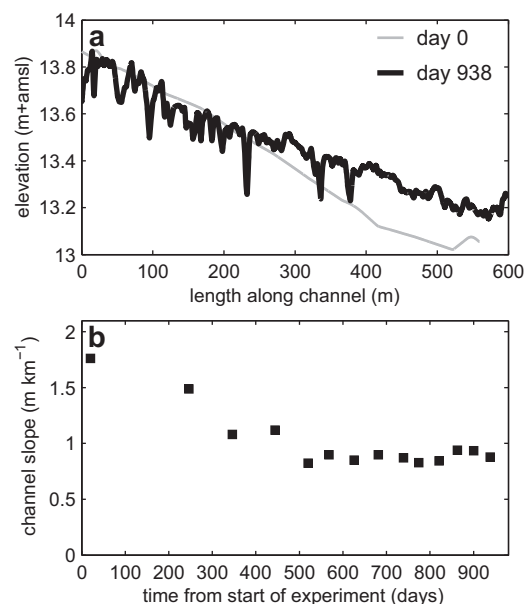 a
day 0
day 938
14
13.8
13.6
13.4
13.2
13
elevation (m+amsl)
0 100 200 300 400 500 600
length along channel (m)
b
2
1.5
1
0.5
0
channel slope (m km⁻¹)
0 100 200 300 400 500 600 700 800 900
time from start of experiment (days)